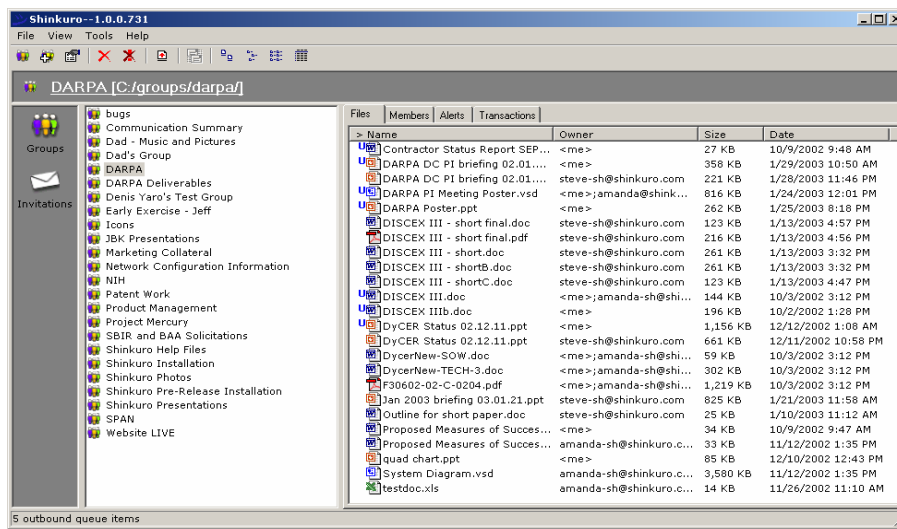 Shinkuro--1.0.0.731
File View Tools Help
DARPA [C:/groups/darpa/]
Groups
Invitations
bugs
Communication Summary
Dad - Music and Pictures
Dad's Group
DARPA
DARPA Deliverables
Denis Yaro's Test Group
Early Exercise - Jeff
Icons
JBK Presentations
Marketing Collateral
Network Configuration Information
NIH
Patent Work
Product Management
Project Mercury
SBIR and BAA Solicitations
Shinkuro Help Files
Shinkuro Installation
Shinkuro Photos
Shinkuro Pre-Release Installation
Shinkuro Presentations
SPAN
Website LIVE
Files Members Alerts Transactions
> Name Owner Size Date
U Contractor Status Report SEP... <me> 27 KB 10/9/2002 9:48 AM
U DARPA DC PI briefing 02.01.... <me> 358 KB 1/29/2003 10:50 AM
DARPA DC PI briefing 02.01.... steve-sh@shinkuro.com 221 KB 1/28/2003 11:46 PM
U DARPA PI Meeting Poster.vsd <me>;amanda@shink... 816 KB 1/24/2003 12:01 PM
U DARPA Poster.ppt <me> 262 KB 1/25/2003 8:18 PM
DISCEX III - short final.doc steve-sh@shinkuro.com 123 KB 1/13/2003 4:57 PM
DISCEX III - short final.pdf steve-sh@shinkuro.com 216 KB 1/13/2003 4:56 PM
DISCEX III - short.doc steve-sh@shinkuro.com 261 KB 1/13/2003 3:32 PM
DISCEX III - shortB.doc steve-sh@shinkuro.com 261 KB 1/13/2003 3:32 PM
DISCEX III - shortC.doc steve-sh@shinkuro.com 123 KB 1/13/2003 4:47 PM
U DISCEX III.doc <me>;amanda-sh@shi... 144 KB 10/3/2002 3:12 PM
U DISCEX IIIb.doc <me> 196 KB 10/2/2002 1:28 PM
U DyCER Status 02.12.11.ppt <me> 1,156 KB 12/12/2002 1:08 AM
DyCER Status 02.12.11.ppt steve-sh@shinkuro.com 661 KB 12/11/2002 10:58 PM
DycerNew-SOW.doc <me>;amanda-sh@shi... 59 KB 10/3/2002 3:12 PM
DycerNew-TECH-3.doc <me>;amanda-sh@shi... 302 KB 10/3/2002 3:12 PM
F30602-02-C-0204.pdf <me>;amanda-sh@shi... 1,219 KB 10/3/2002 3:12 PM
Jan 2003 briefing 03.01.21.ppt steve-sh@shinkuro.com 825 KB 1/21/2003 11:58 AM
Outline for short paper.doc steve-sh@shinkuro.com 25 KB 1/10/2003 11:12 AM
Proposed Measures of Succes... <me> 34 KB 10/9/2002 9:47 AM
Proposed Measures of Succes... amanda-sh@shinkuro.c... 33 KB 11/12/2002 1:35 PM
quad chart.ppt <me> 85 KB 12/10/2002 12:43 PM
System Diagram.vsd amanda-sh@shinkuro.c... 3,580 KB 11/12/2002 1:35 PM
testdoc.xls amanda-sh@shinkuro.c... 14 KB 11/26/2002 11:10 AM
5 outbound queue items